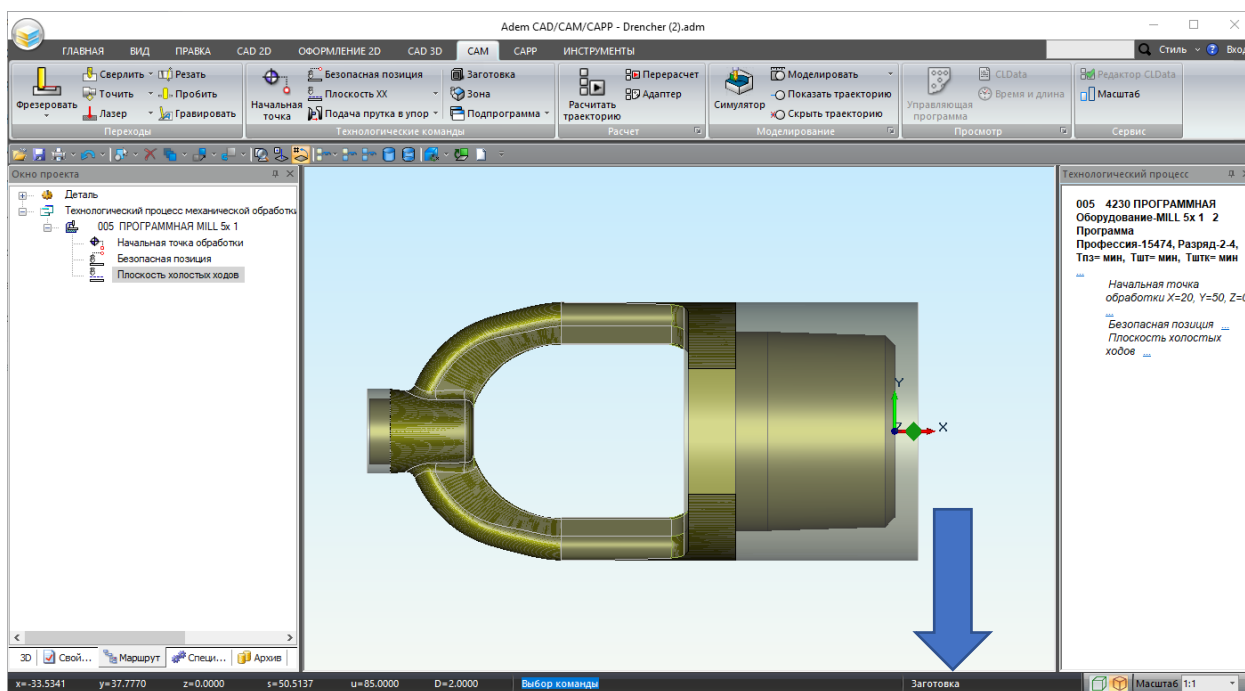 Adem CAD/CAM/CAPP - Drencher (2).adm
ГЛАВНАЯ ВИД ПРАВКА CAD 2D ОФОРМЛЕНИЕ 2D CAD 3D CAM CAPP ИНСТРУМЕНТЫ Стиль Вход
Фрезеровать
Сверлить Резать
Точить Пробить
Лазер Гравировать
Переходы
Начальная точка
Безопасная позиция Заготовка
Плоскость ХХ Зона
Подача прутка в упор Подпрограмма
Технологические команды
Расчитать траекторию
Перерасчет
Адаптер
Расчет
Симулятор
Моделировать
Показать траекторию
Скрыть траекторию
Моделирование
Управляющая программа
CLData
Время и длина
Просмотр
Редактор CLData
Масштаб
Сервис
Окно проекта
Деталь
Технологический процесс механической обработки
005 ПРОГРАММНАЯ MILL 5x 1
Начальная точка обработки
Безопасная позиция
Плоскость холостых ходов
3D Свой... Маршрут Специ... Архив
Y
Z X
Технологический процесс
005 4230 ПРОГРАММНАЯ
Оборудование-MILL 5x 1 2
Программа
Профессия-15474, Разряд-2-4,
Тпз= мин, Тшт= мин, Тштк= мин
...
Начальная точка
обработки X=20, Y=50, Z=0
...
Безопасная позиция ...
Плоскость холостых
ходов ...
x=-33.5341 y=37.7770 z=0.0000 s=50.5137 u=85.0000 D=2.0000 Выбор команды Заготовка Масштаб 1:1